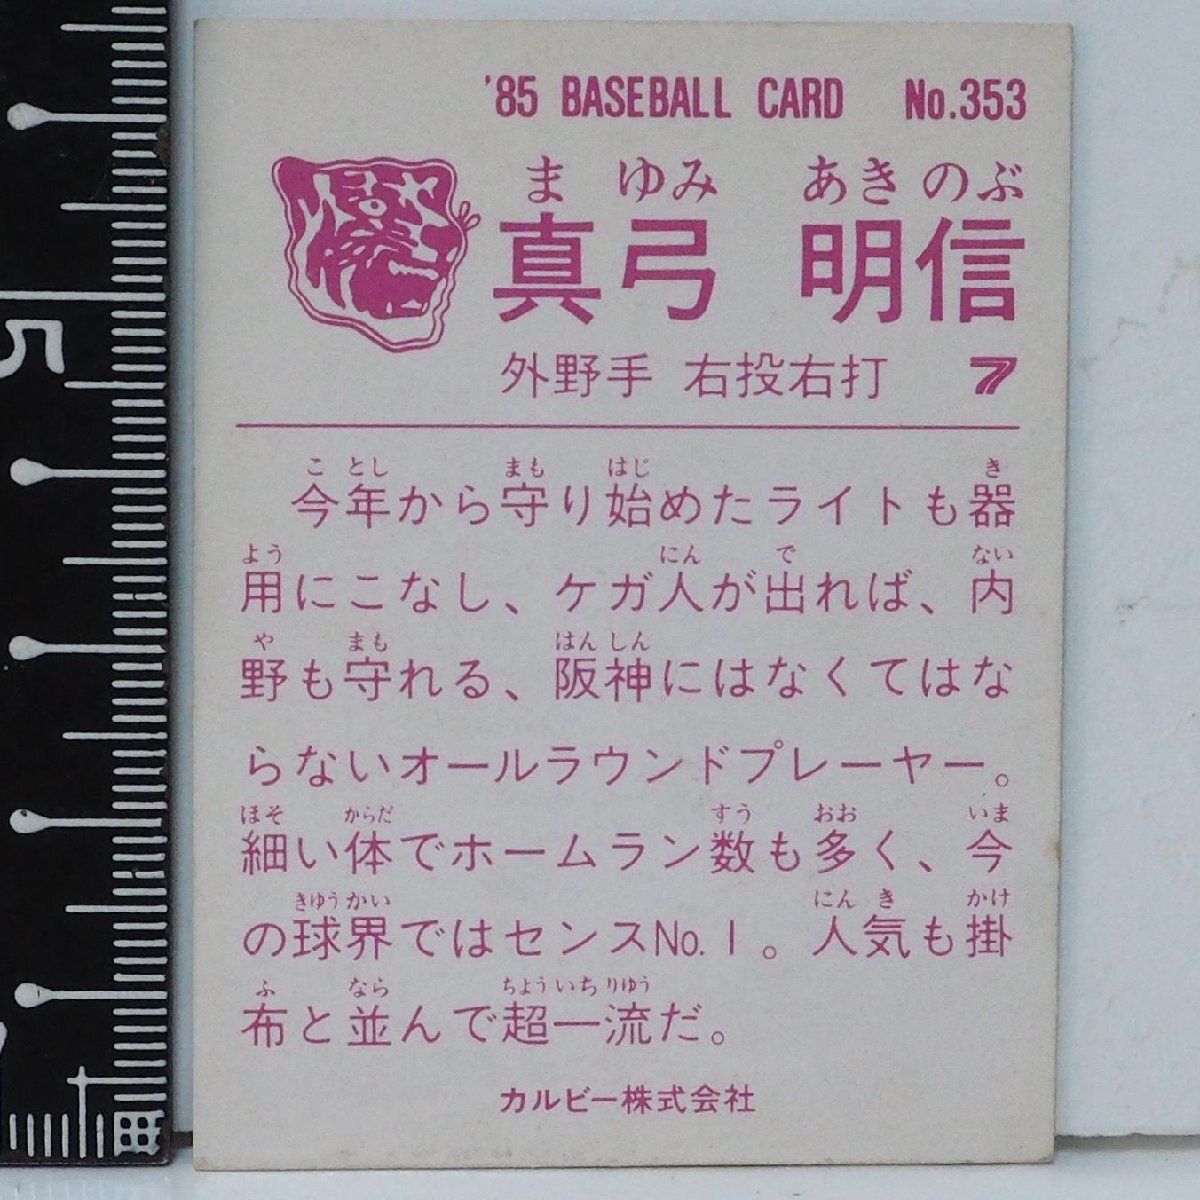 '85 BASEBALL CARD No.353
ま ゆみ あきのぶ
真弓 明信
外野手 右投右打 7
こ とし まも はじ き
今年から守り始めたライトも器
よう にん で ない
用にこなし、ケガ人が出れば、内
や まも はんしん
野も守れる、阪神にはなくてはな
らないオールラウンドプレーヤー。
ほそ からだ すう おお いま
細い体でホームラン数も多く、今
きゆうかい にん き かけ
の球界ではセンスNo.1。人気も掛
ふ なら ちよういちりゆう
布と並んで超一流だ。
カルビー株式会社
5